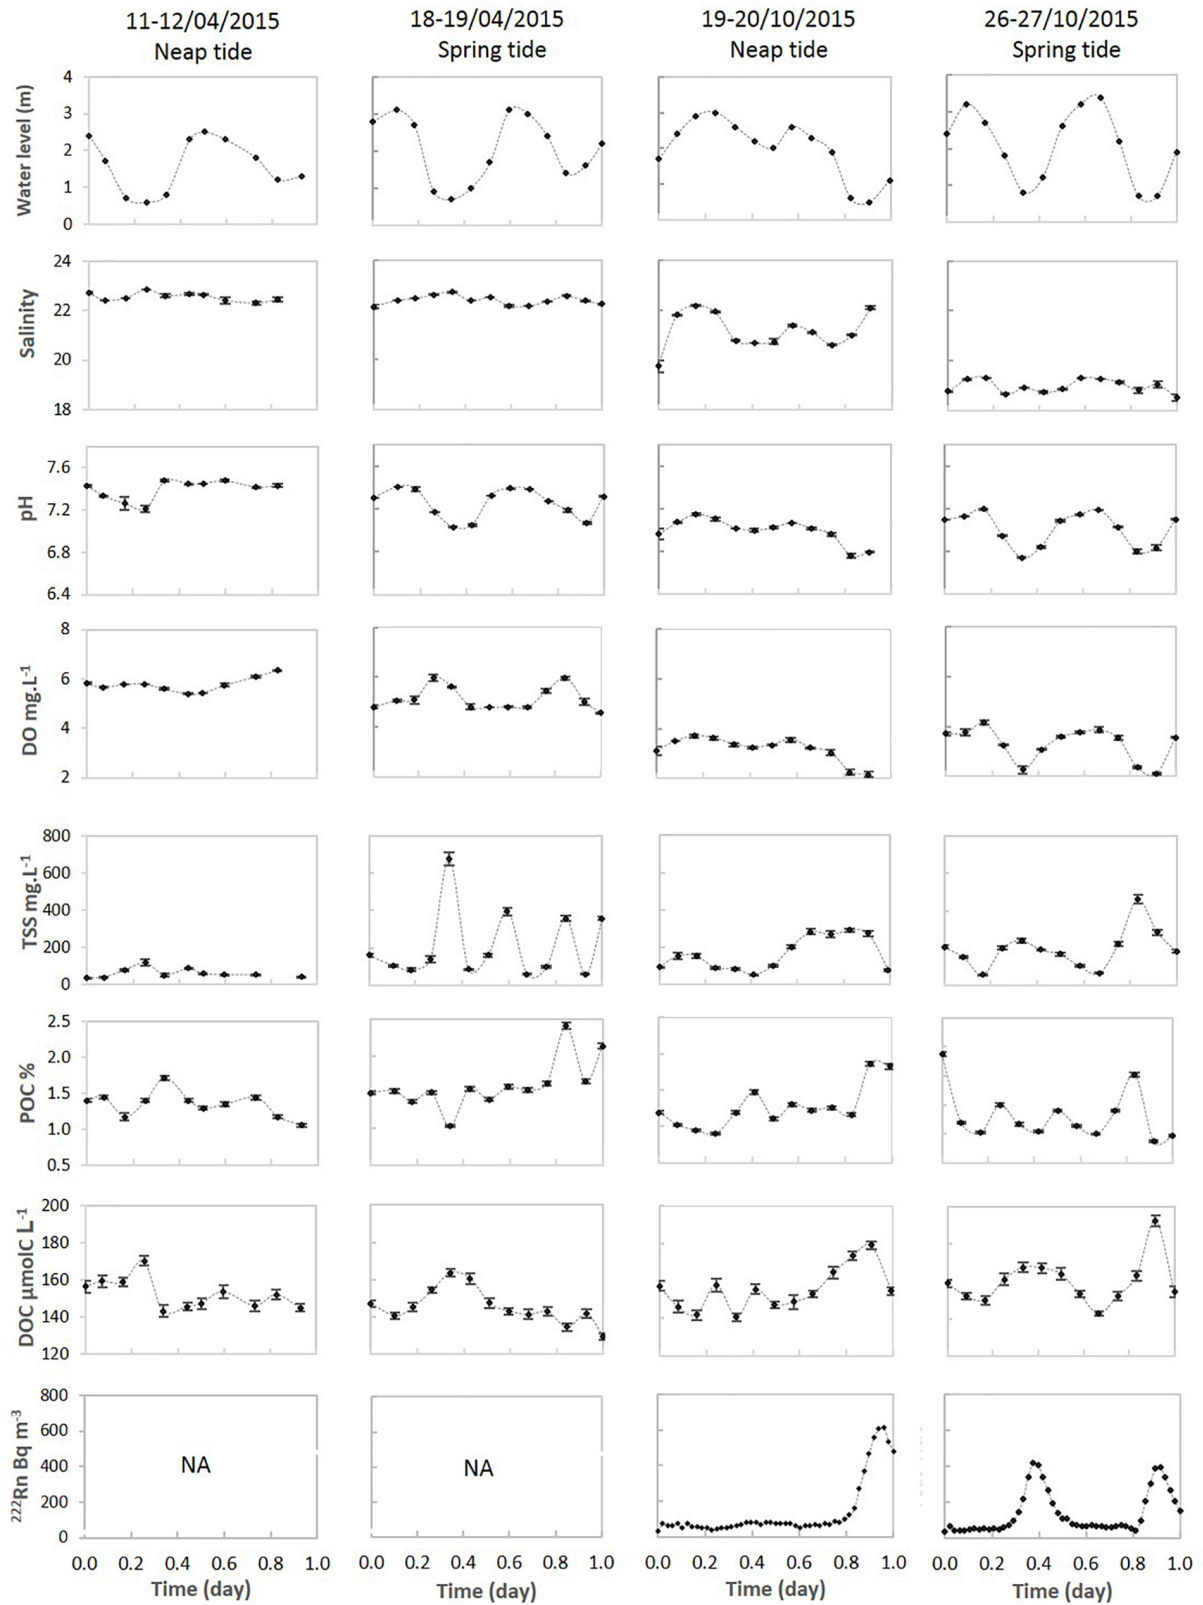 11-12/04/2015 18-19/04/2015 19-20/10/2015 26-27/10/2015
Neap tide Spring tide Neap tide Spring tide
Water level (m)
4
3
2
1
0
Salinity
24
22
20
18
pH
7.6
7.2
6.8
6.4
DO mg.L⁻¹
8
6
4
2
TSS mg.L⁻¹
800
600
400
200
0
POC %
2.5
2.0
1.5
1.0
0.5
DOC µmolC L⁻¹
200
180
160
140
120
²²²Rn Bq m⁻³
800
600
400
200
0
NA NA
0.0 0.2 0.4 0.6 0.8 1.0 0.0 0.2 0.4 0.6 0.8 1.0 0.0 0.2 0.4 0.6 0.8 1.0 0.0 0.2 0.4 0.6 0.8 1.0
Time (day) Time (day) Time (day) Time (day)